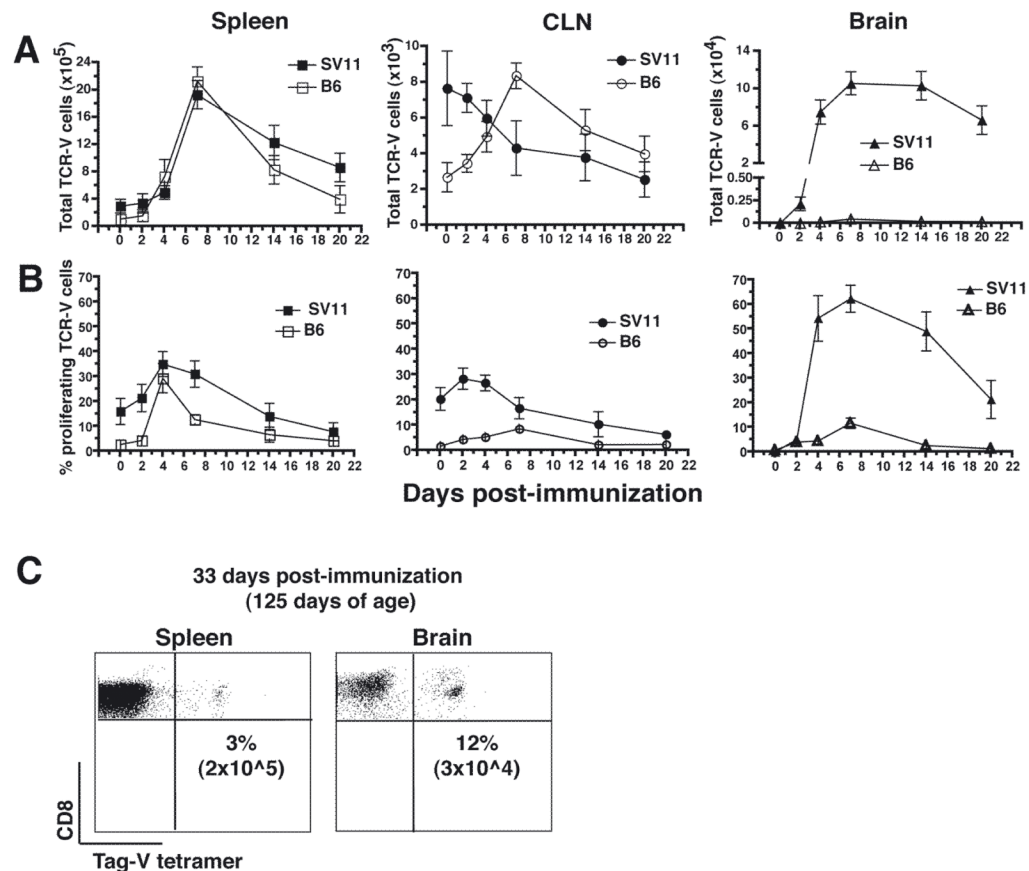 Spleen
CLN
Brain
A
Total TCR-V cells (x10^5)
24
20
16
12
8
4
0
SV11
B6
0 2 4 6 8 10 12 14 16 18 20 22
Total TCR-V cells (x10^3)
10
8
6
4
2
0
SV11
B6
0 2 4 6 8 10 12 14 16 18 20 22
Total TCR-V cells (x10^4)
14
10
6
2
0.50
0.25
0
SV11
B6
0 2 4 6 8 10 12 14 16 18 20 22
B
% proliferating TCR-V cells
70
60
50
40
30
20
10
0
SV11
B6
0 2 4 6 8 10 12 14 16 18 20 22
70
60
50
40
30
20
10
0
SV11
B6
0 2 4 6 8 10 12 14 16 18 20 22
70
60
50
40
30
20
10
0
SV11
B6
0 2 4 6 8 10 12 14 16 18 20 22
Days post-immunization
C
33 days post-immunization
(125 days of age)
Spleen
Brain
3%
(2x10^5)
12%
(3x10^4)
CD8
Tag-V tetramer